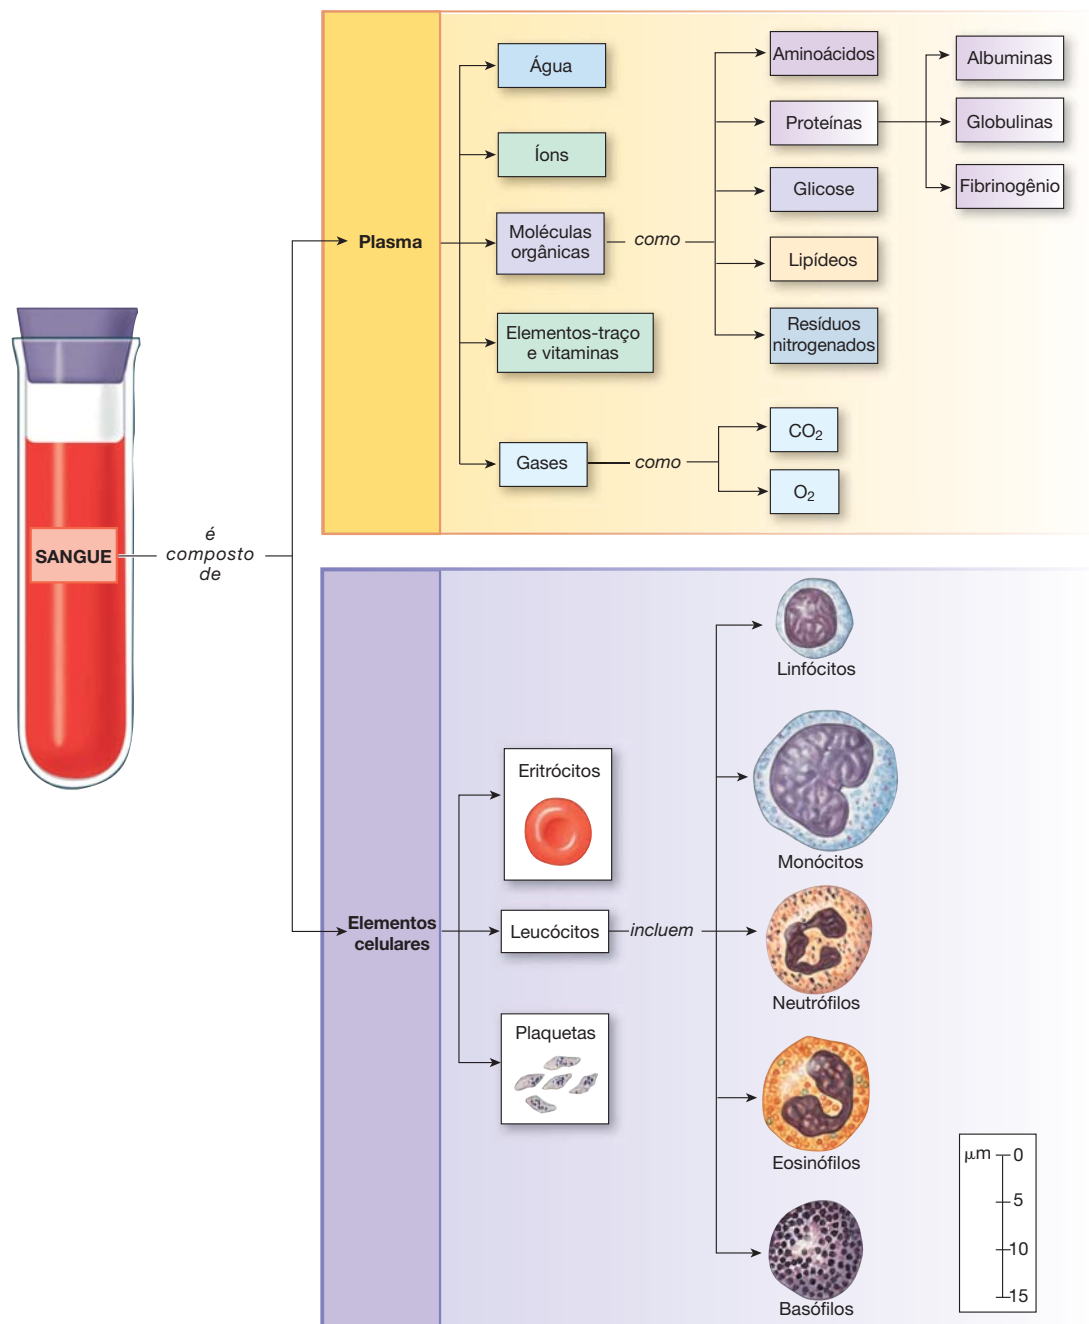 SANGUE
é
composto
de
Plasma
Água
Íons
Moléculas
orgânicas
como
Elementos-traço
e vitaminas
Gases
como
Aminoácidos
Proteínas
Glicose
Lipídeos
Resíduos
nitrogenados
CO₂
O₂
Albuminas
Globulinas
Fibrinogênio
Elementos
celulares
Eritrócitos
Leucócitos
incluem
Plaquetas
Linfócitos
Monócitos
Neutrófilos
Eosinófilos
Basófilos
μm
0
5
10
15